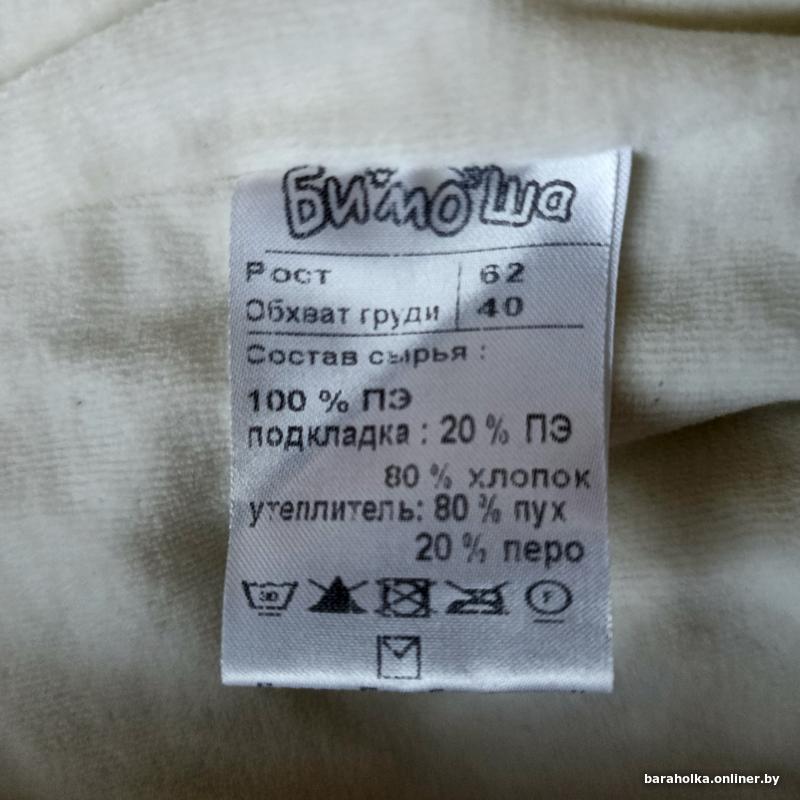 Бимоша
Рост 62
Обхват груди 40
Состав сырья :
100 % ПЭ
подкладка : 20 % ПЭ
80 % хлопок
утеплитель: 80 % пух
20 % перо
30
F
baraholka.onliner.by